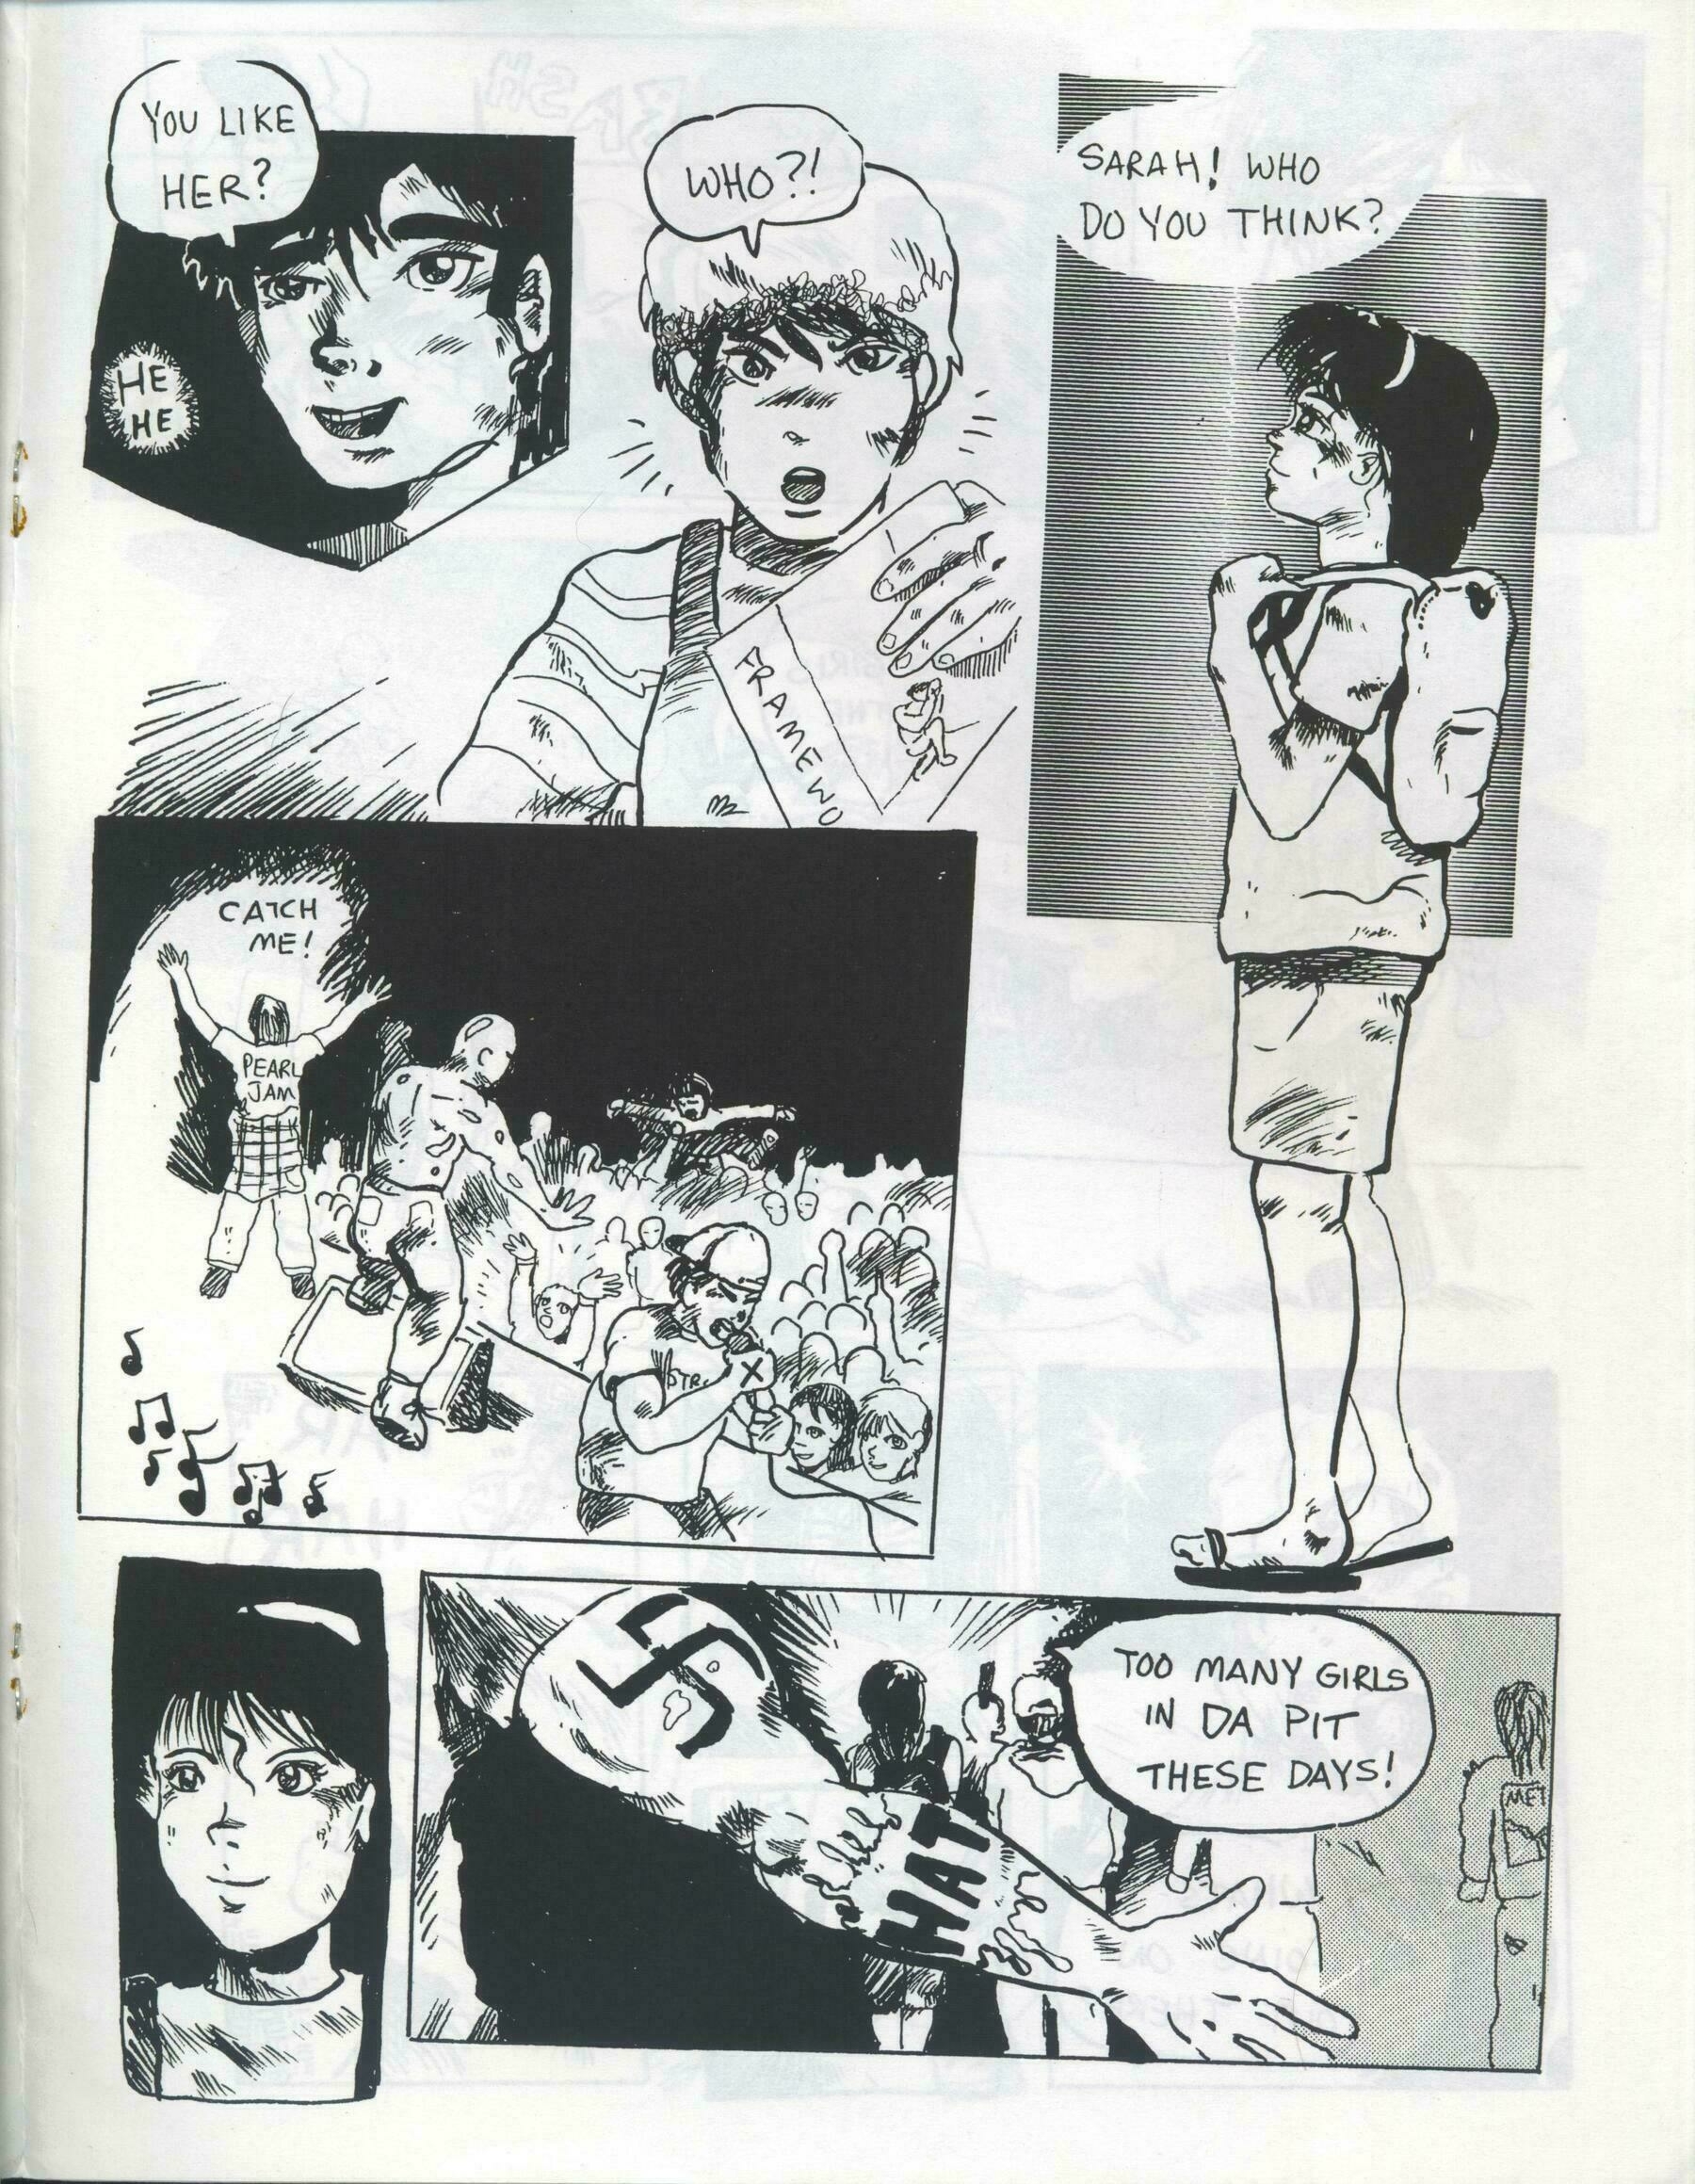 YOU LIKE
HER?
HE
HE
WHO?!
FRAMEWO
SARAH! WHO
DO YOU THINK?
CATCH
ME!
PEARL
JAM
STR
X
TOO MANY GIRLS
IN DA PIT
THESE DAYS!
HAT
MET